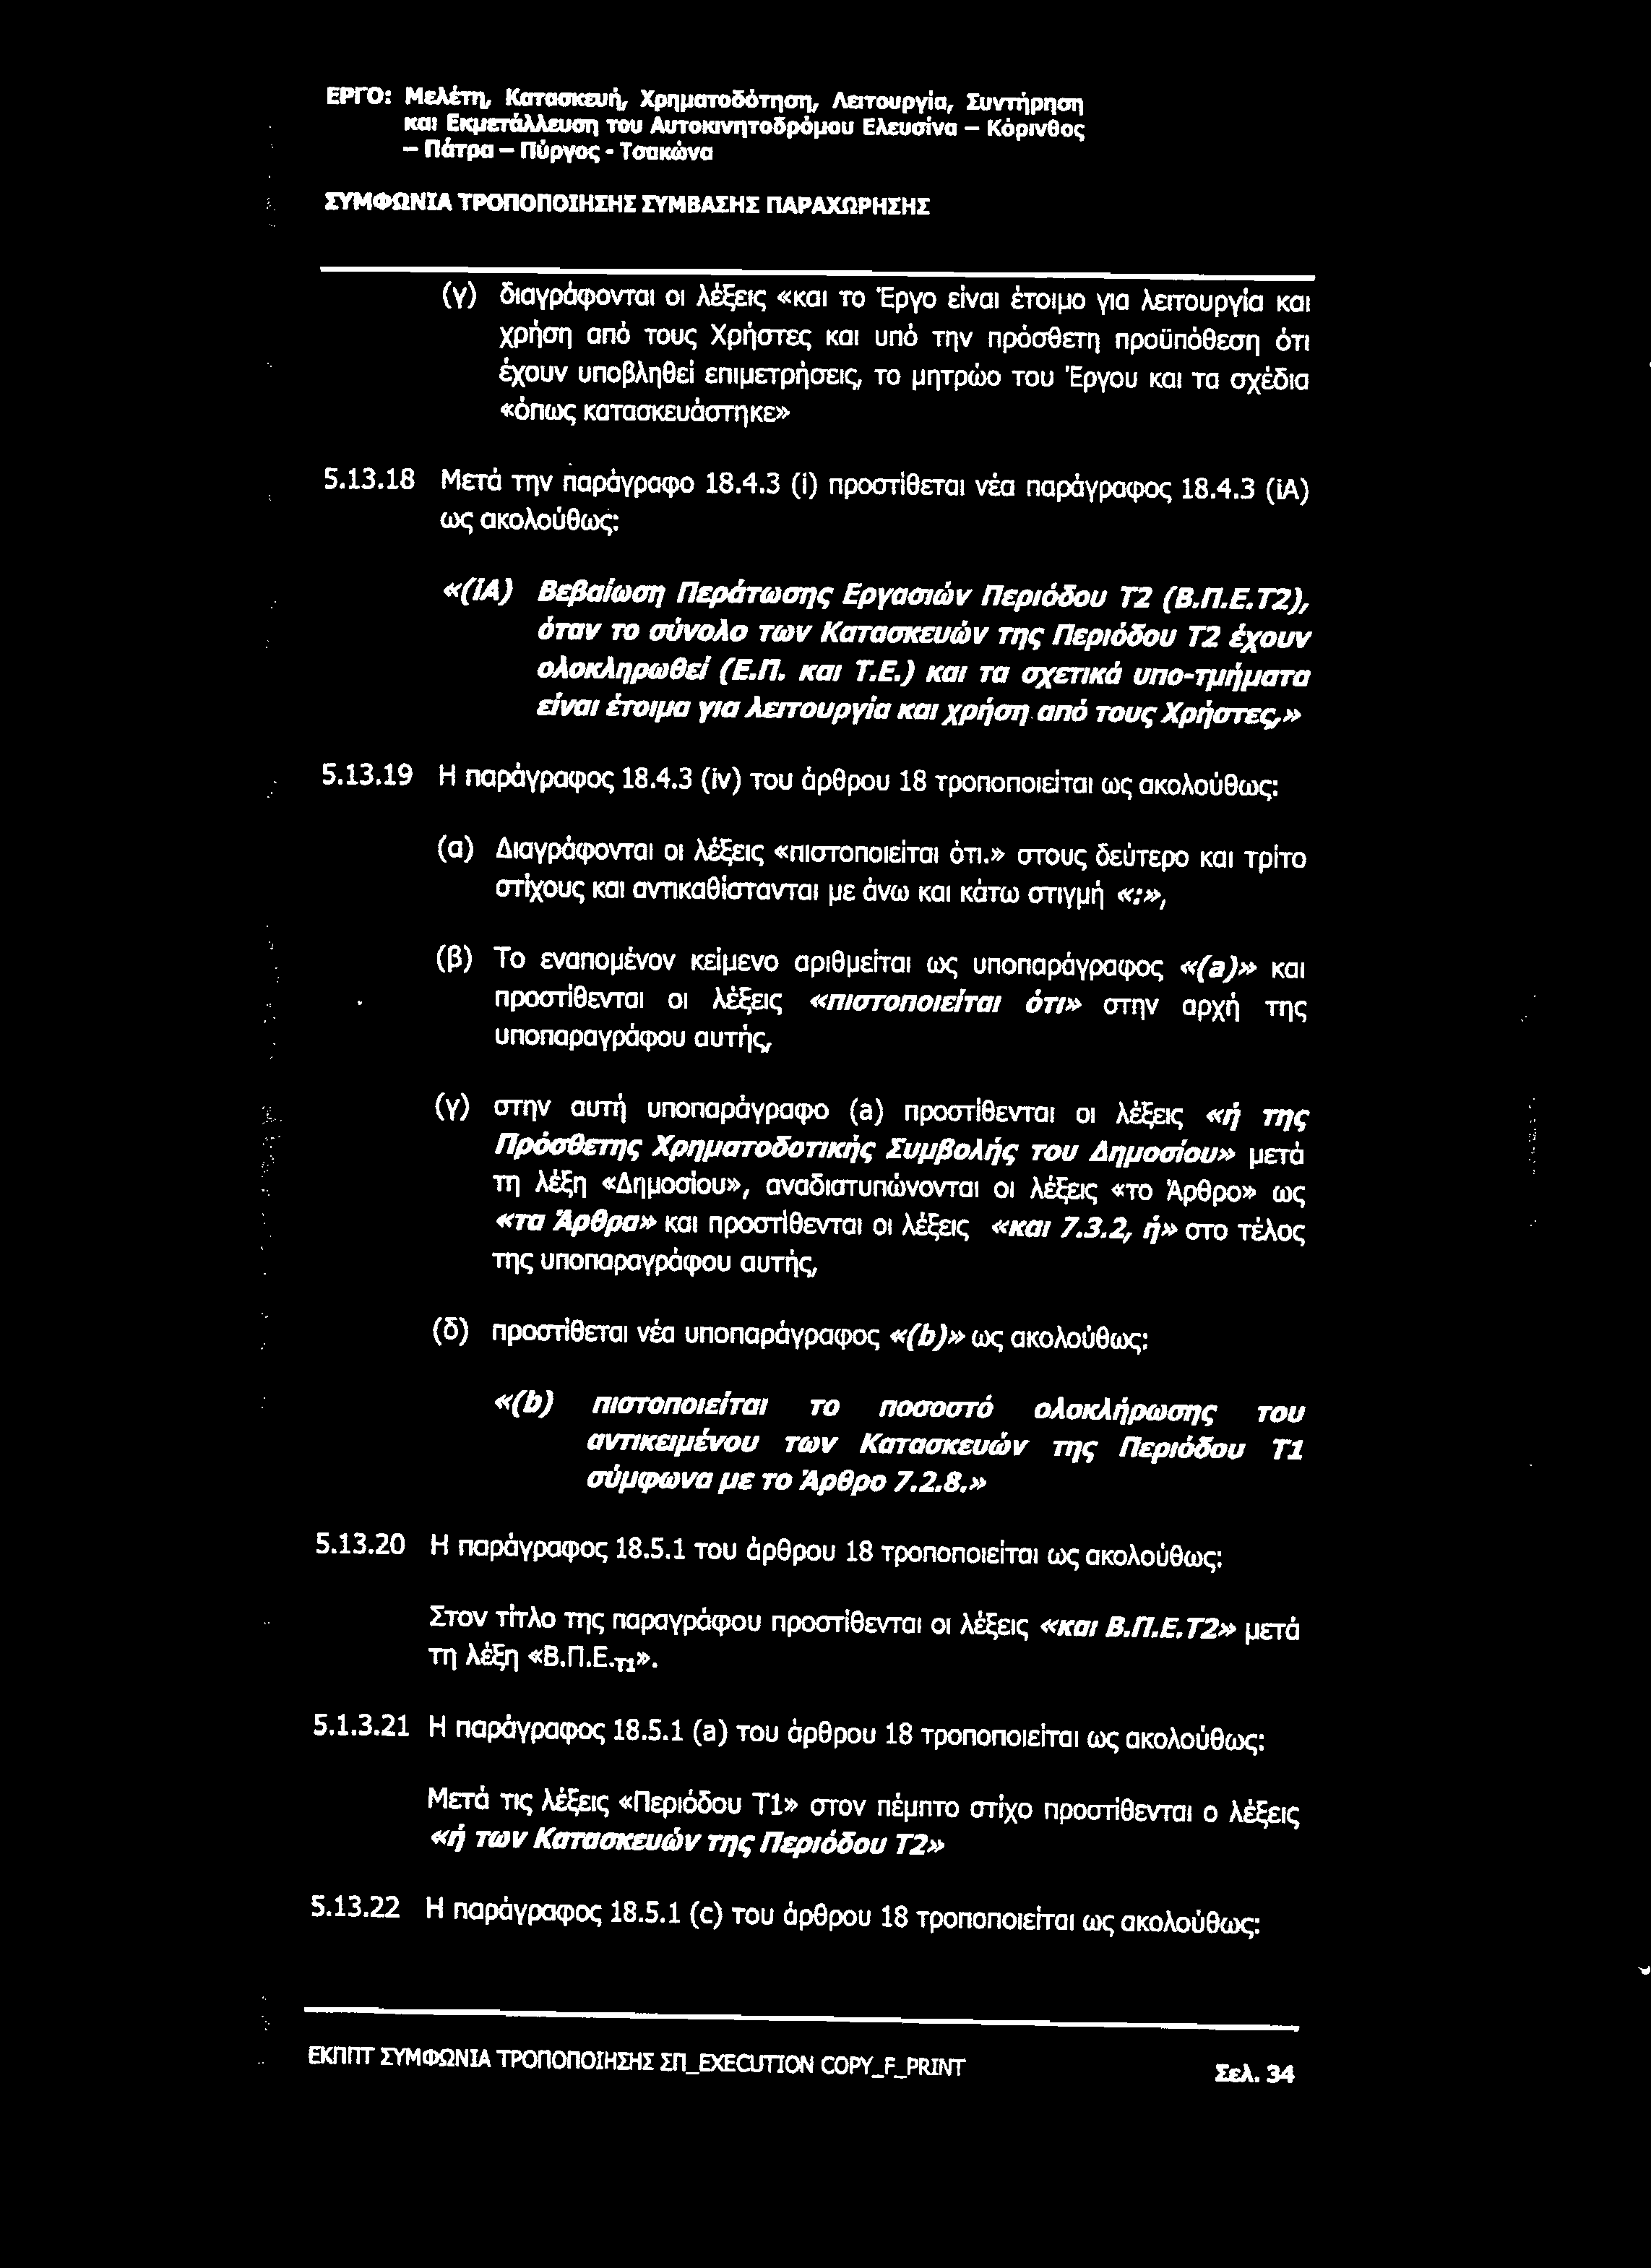 ΕΡΓΟ: Μελέτη, Κατασκευή, Χρηματοδότηση, Λειτουργία, Συντήρηση
και Εκμετάλλευση του Αυτοκινητοδρόμου Ελευσίνα – Κόρινθος
– Πάτρα – Πύργος - Τσακώνα
ΣΥΜΦΩΝΙΑ ΤΡΟΠΟΠΟΙΗΣΗΣ ΣΥΜΒΑΣΗΣ ΠΑΡΑΧΩΡΗΣΗΣ
(γ) διαγράφονται οι λέξεις «και το Έργο είναι έτοιμο για λειτουργία και
χρήση από τους Χρήστες και υπό την πρόσθετη προϋπόθεση ότι
έχουν υποβληθεί επιμετρήσεις, το μητρώο του Έργου και τα σχέδια
«όπως κατασκευάστηκε»
5.13.18 Μετά την παράγραφο 18.4.3 (i) προστίθεται νέα παράγραφος 18.4.3 (iA)
ως ακολούθως:
«(iA) Βεβαίωση Περάτωσης Εργασιών Περιόδου Τ2 (Β.Π.Ε.Τ2),
όταν το σύνολο των Κατασκευών της Περιόδου Τ2 έχουν
ολοκληρωθεί (Ε.Π. και Τ.Ε.) και τα σχετικά υπο-τμήματα
είναι έτοιμα για λειτουργία και χρήση από τους Χρήστες,»
5.13.19 Η παράγραφος 18.4.3 (iv) του άρθρου 18 τροποποιείται ως ακολούθως:
(α) Διαγράφονται οι λέξεις «πιστοποιείται ότι.» στους δεύτερο και τρίτο
στίχους και αντικαθίστανται με άνω και κάτω στιγμή «:»,
(β) Το εναπομένον κείμενο αριθμείται ως υποπαράγραφος «(a)» και
προστίθενται οι λέξεις «πιστοποιείται ότι» στην αρχή της
υποπαραγράφου αυτής,
(γ) στην αυτή υποπαράγραφο (a) προστίθενται οι λέξεις «ή της
Πρόσθετης Χρηματοδοτικής Συμβολής του Δημοσίου» μετά
τη λέξη «Δημοσίου», αναδιατυπώνονται οι λέξεις «το Άρθρο» ως
«τα Άρθρα» και προστίθενται οι λέξεις «και 7.3.2, ή» στο τέλος
της υποπαραγράφου αυτής,
(δ) προστίθεται νέα υποπαράγραφος «(b)» ως ακολούθως:
«(b) πιστοποιείται το ποσοστό ολοκλήρωσης του
αντικειμένου των Κατασκευών της Περιόδου Τ1
σύμφωνα με το Άρθρο 7.2.8.»
5.13.20 Η παράγραφος 18.5.1 του άρθρου 18 τροποποιείται ως ακολούθως:
Στον τίτλο της παραγράφου προστίθενται οι λέξεις «και Β.Π.Ε.Τ2» μετά
τη λέξη «Β.Π.Ε.Τ1».
5.1.3.21 Η παράγραφος 18.5.1 (a) του άρθρου 18 τροποποιείται ως ακολούθως:
Μετά τις λέξεις «Περιόδου Τ1» στον πέμπτο στίχο προστίθενται ο λέξεις
«ή των Κατασκευών της Περιόδου Τ2»
5.13.22 Η παράγραφος 18.5.1 (c) του άρθρου 18 τροποποιείται ως ακολούθως:
ΕΚΠΠΤ ΣΥΜΦΩΝΙΑ ΤΡΟΠΟΠΟΙΗΣΗΣ ΣΠ_EXECUTION COPY_F_PRINT Σελ. 34